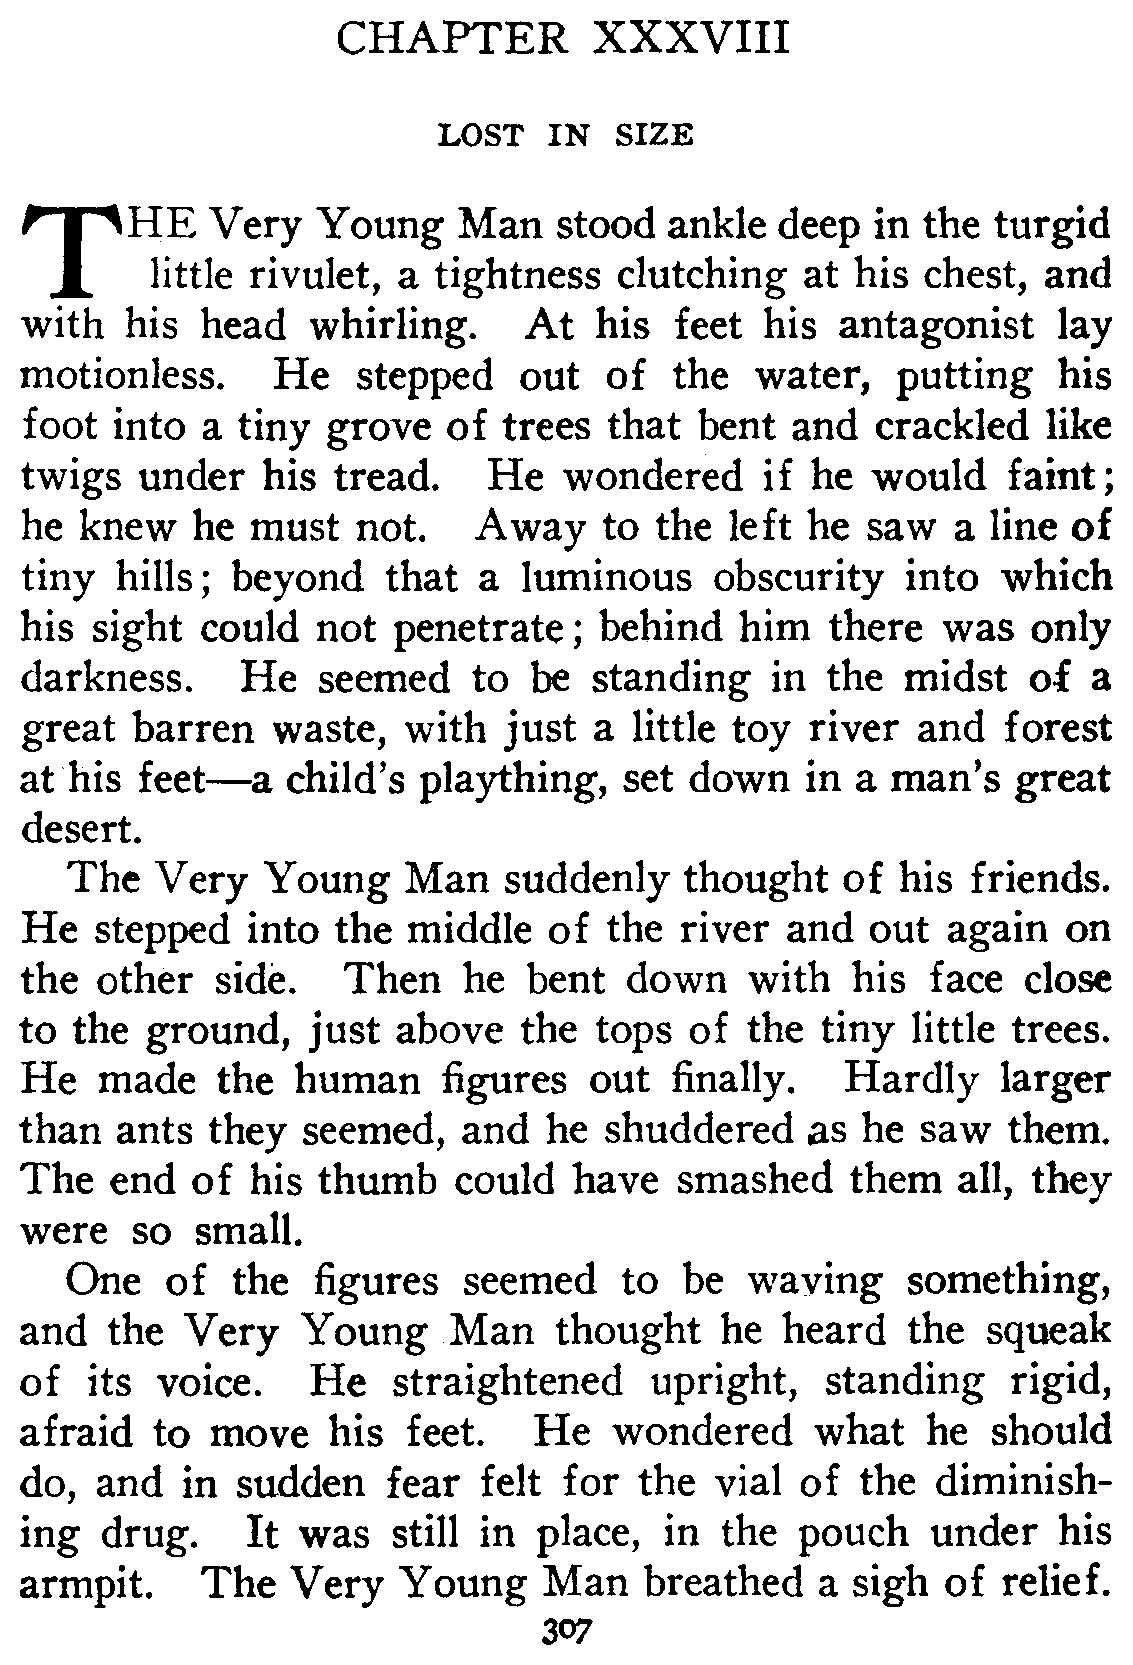 CHAPTER XXXVIII
LOST IN SIZE
THE Very Young Man stood ankle deep in the turgid
little rivulet, a tightness clutching at his chest, and
with his head whirling. At his feet his antagonist lay
motionless. He stepped out of the water, putting his
foot into a tiny grove of trees that bent and crackled like
twigs under his tread. He wondered if he would faint;
he knew he must not. Away to the left he saw a line of
tiny hills; beyond that a luminous obscurity into which
his sight could not penetrate; behind him there was only
darkness. He seemed to be standing in the midst of a
great barren waste, with just a little toy river and forest
at his feet—a child's plaything, set down in a man's great
desert.
The Very Young Man suddenly thought of his friends.
He stepped into the middle of the river and out again on
the other side. Then he bent down with his face close
to the ground, just above the tops of the tiny little trees.
He made the human figures out finally. Hardly larger
than ants they seemed, and he shuddered as he saw them.
The end of his thumb could have smashed them all, they
were so small.
One of the figures seemed to be waving something,
and the Very Young Man thought he heard the squeak
of its voice. He straightened upright, standing rigid,
afraid to move his feet. He wondered what he should
do, and in sudden fear felt for the vial of the diminish-
ing drug. It was still in place, in the pouch under his
armpit. The Very Young Man breathed a sigh of relief.
307